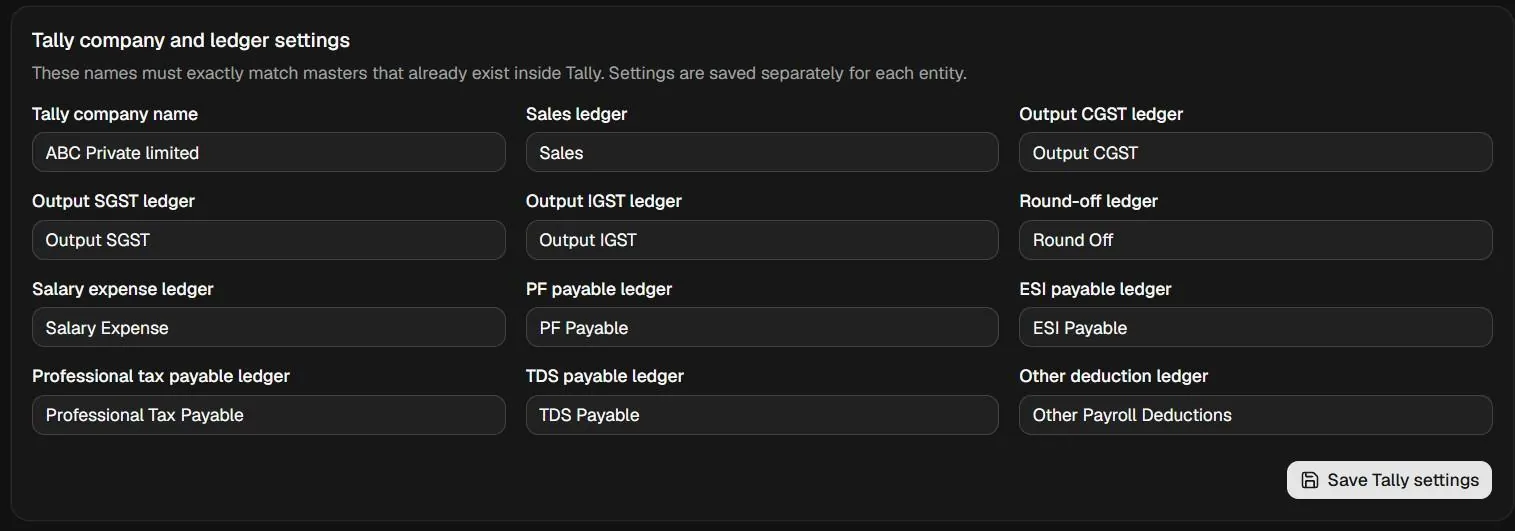 Tally company and ledger settings
These names must exactly match masters that already exist inside Tally. Settings are saved separately for each entity.
Tally company name
ABC Private limited
Sales ledger
Sales
Output CGST ledger
Output CGST
Output SGST ledger
Output SGST
Output IGST ledger
Output IGST
Round-off ledger
Round Off
Salary expense ledger
Salary Expense
PF payable ledger
PF Payable
ESI payable ledger
ESI Payable
Professional tax payable ledger
Professional Tax Payable
TDS payable ledger
TDS Payable
Other deduction ledger
Other Payroll Deductions
Save Tally settings